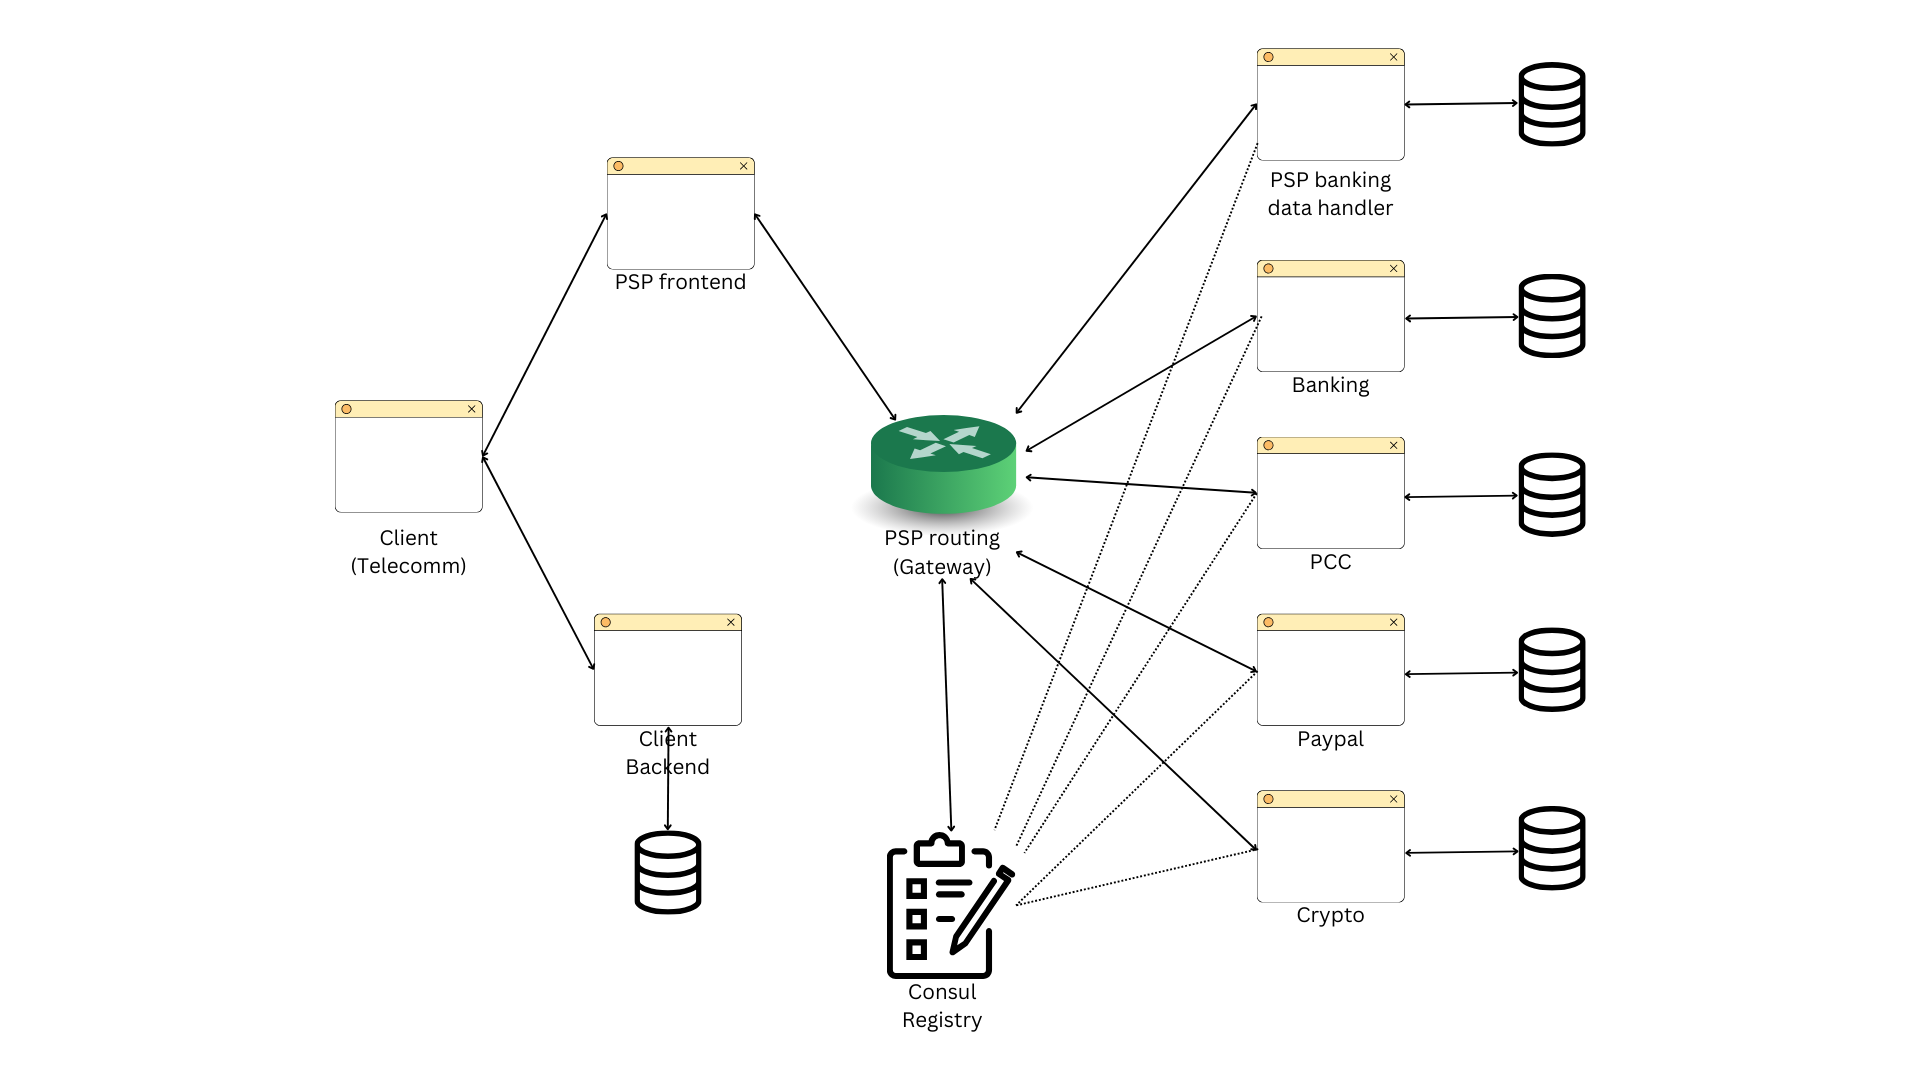 PSP banking
data handler
PSP frontend
Banking
Client
(Telecomm)
PSP routing
(Gateway)
PCC
Client
Backend
Paypal
Crypto
Consul
Registry